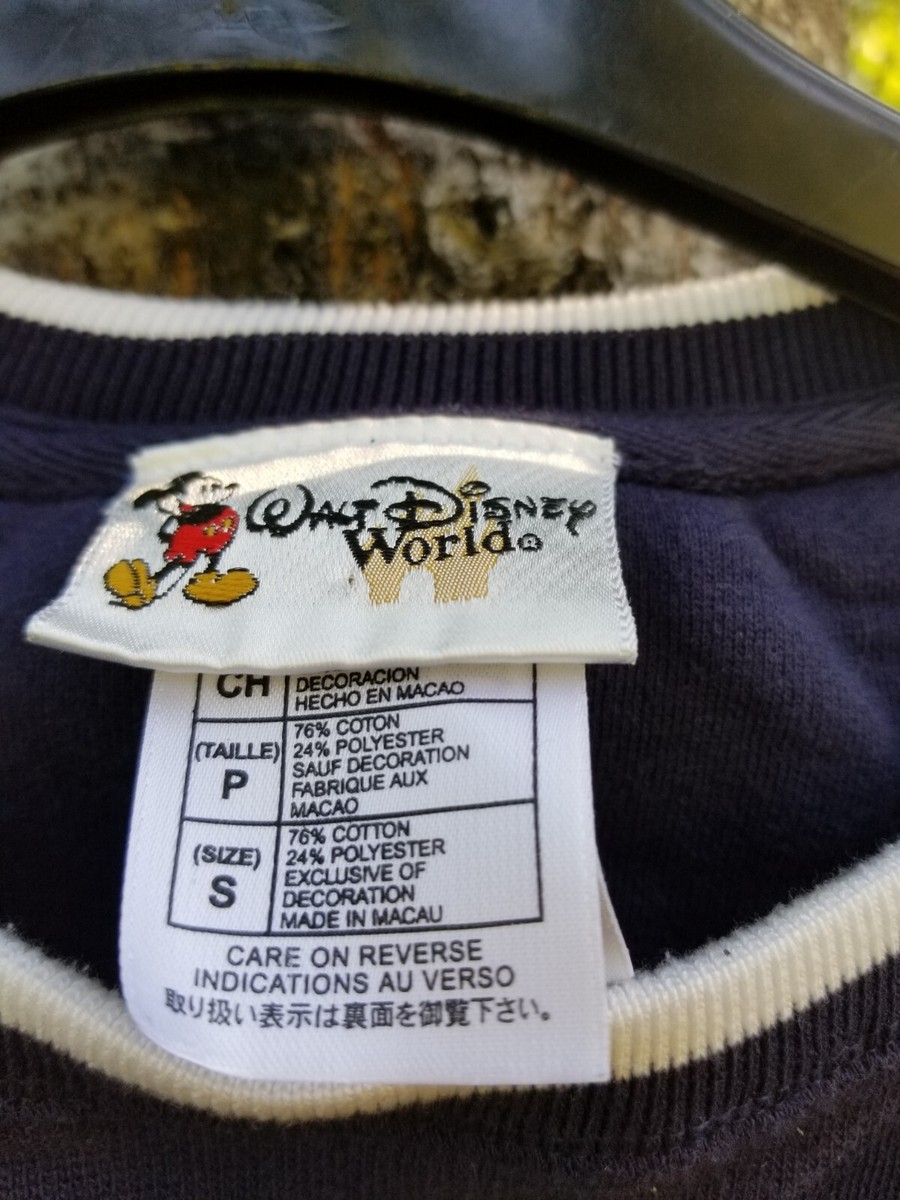 WALT DISNEY
World®
CH
DECORACION
HECHO EN MACAO
(TAILLE)
P
76% COTON
24% POLYESTER
SAUF DECORATION
FABRIQUE AUX
MACAO
(SIZE)
S
76% COTTON
24% POLYESTER
EXCLUSIVE OF
DECORATION
MADE IN MACAU
CARE ON REVERSE
INDICATIONS AU VERSO
取り扱い表示は裏面を御覧下さい。